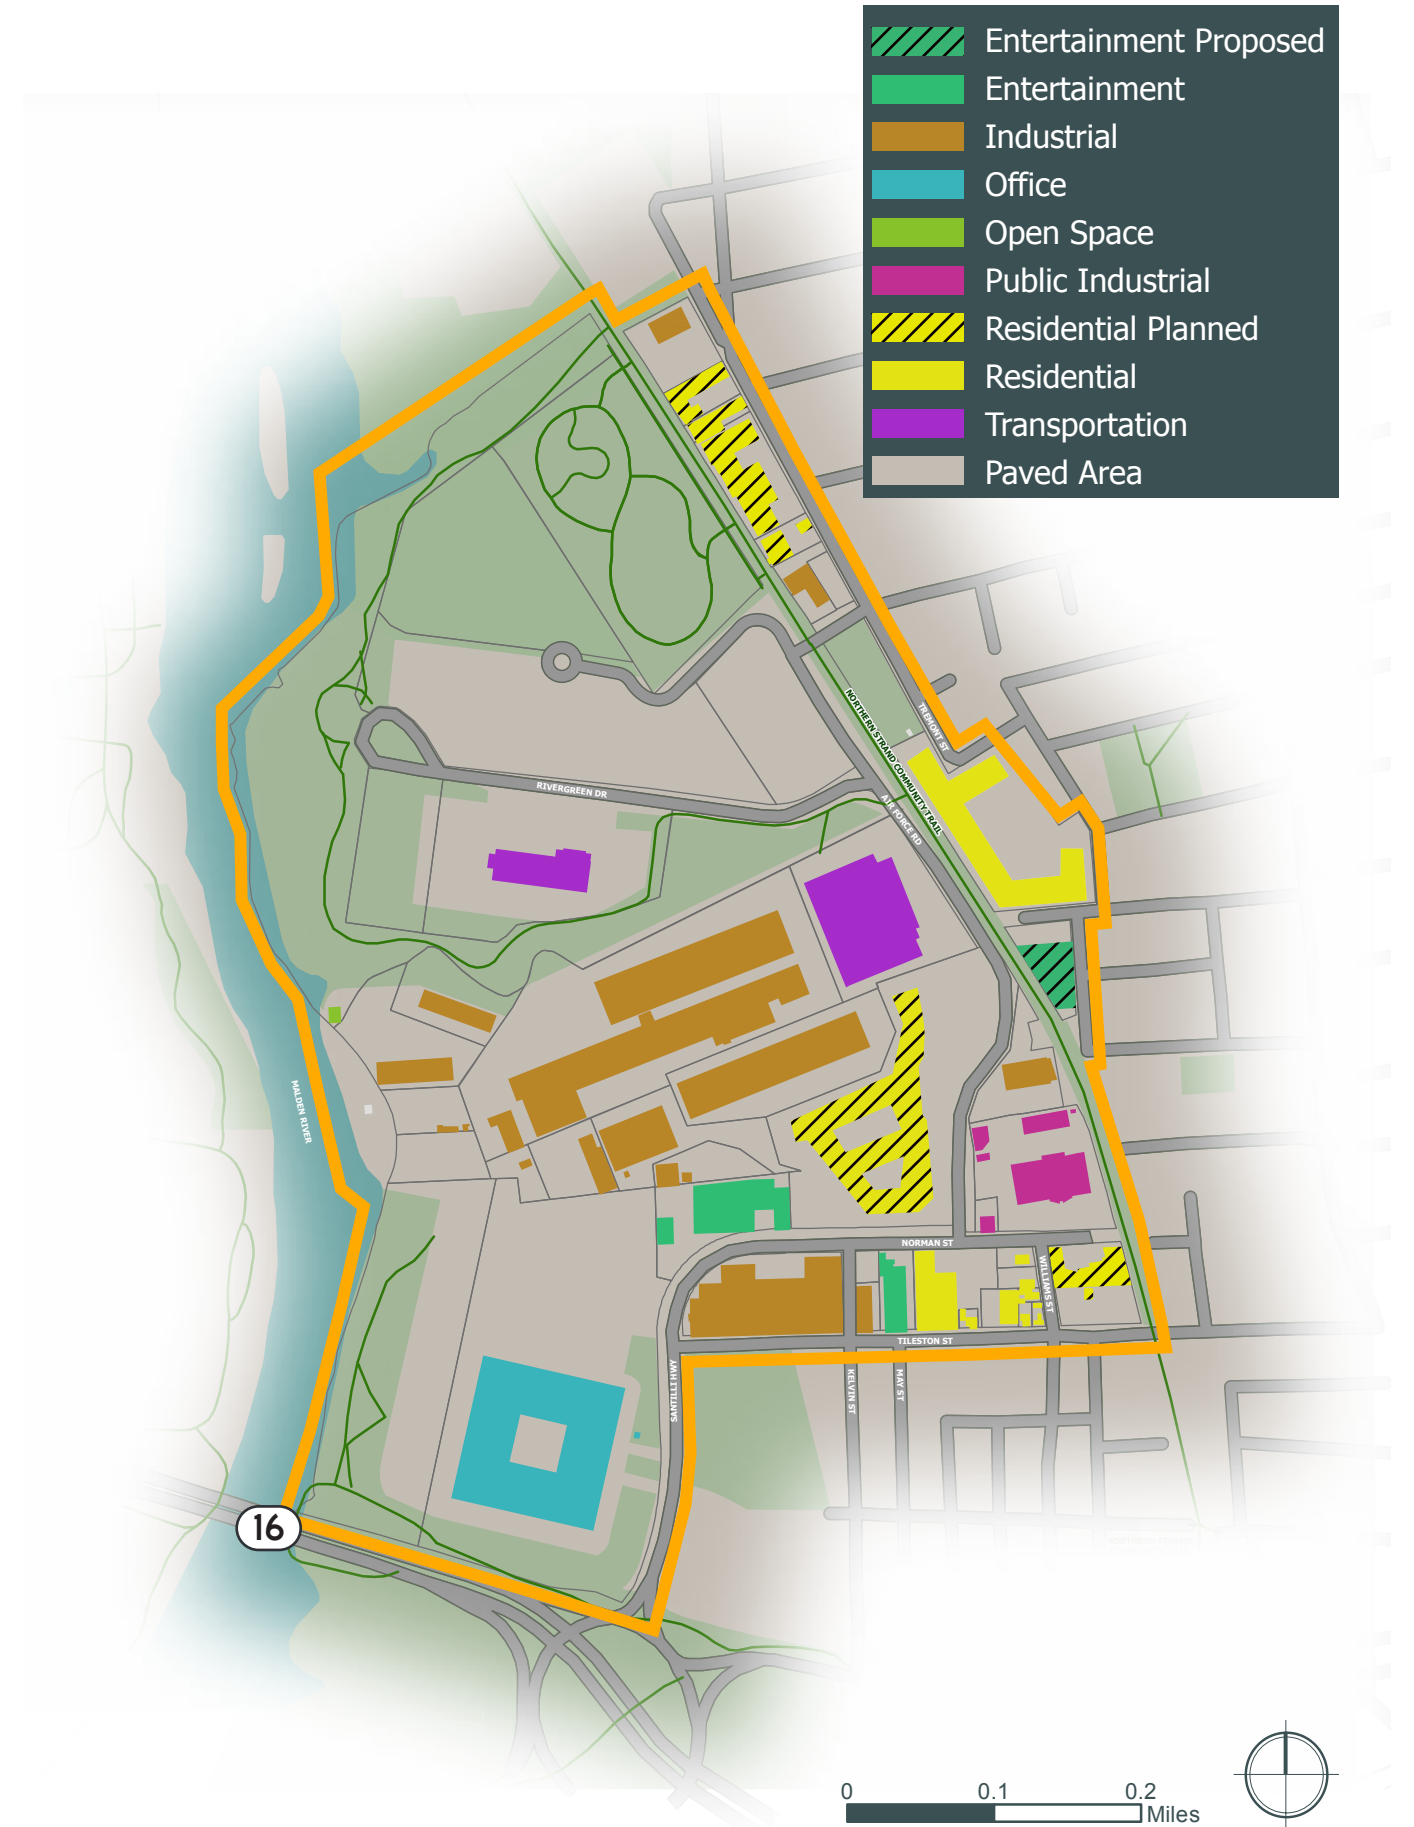 Entertainment Proposed
Entertainment
Industrial
Office
Open Space
Public Industrial
Residential Planned
Residential
Transportation
Paved Area
NORTHERN STRAND COMMUNITY TRAIL
TREMONT ST
RIVERGREEN DR
AIR FORCE RD
MALDEN RIVER
NORMAN ST
WILLIAMS ST
TILESTON ST
SANTILLI HWY
KELVIN ST
MAY ST
16
0 0.1 0.2
Miles